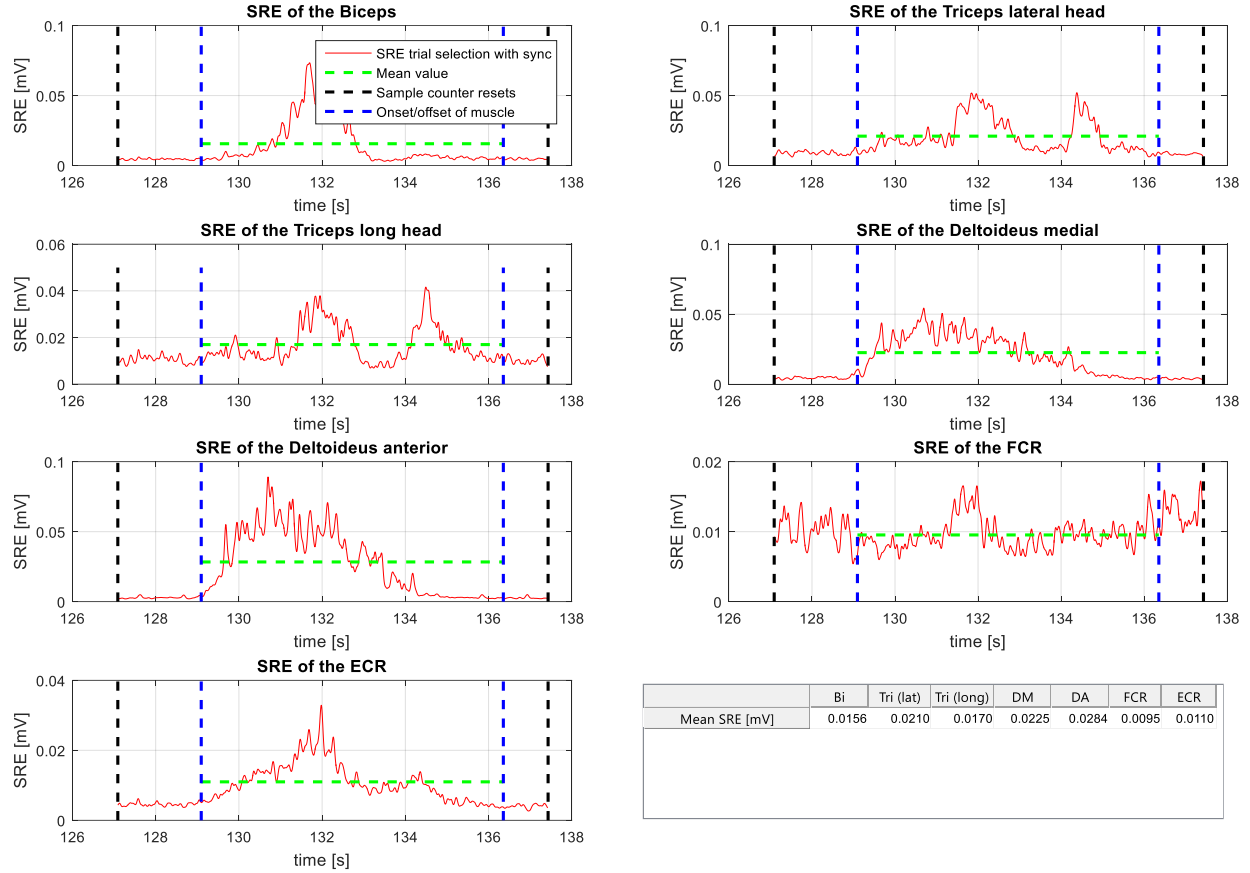 SRE of the Biceps
0.1
0.05
0
SRE [mV]
SRE trial selection with sync
Mean value
Sample counter resets
Onset/offset of muscle
126 128 130 132 134 136 138
time [s]
SRE of the Triceps lateral head
0.1
0.05
0
SRE [mV]
126 128 130 132 134 136 138
time [s]
SRE of the Triceps long head
0.06
0.04
0.02
0
SRE [mV]
126 128 130 132 134 136 138
time [s]
SRE of the Deltoideus medial
0.1
0.05
0
SRE [mV]
126 128 130 132 134 136 138
time [s]
SRE of the Deltoideus anterior
0.1
0.05
0
SRE [mV]
126 128 130 132 134 136 138
time [s]
SRE of the FCR
0.02
0.01
0
SRE [mV]
126 128 130 132 134 136 138
time [s]
SRE of the ECR
0.04
0.02
0
SRE [mV]
126 128 130 132 134 136 138
time [s]
Bi Tri (lat) Tri (long) DM DA FCR ECR
Mean SRE [mV] 0.0156 0.0210 0.0170 0.0225 0.0284 0.0095 0.0110